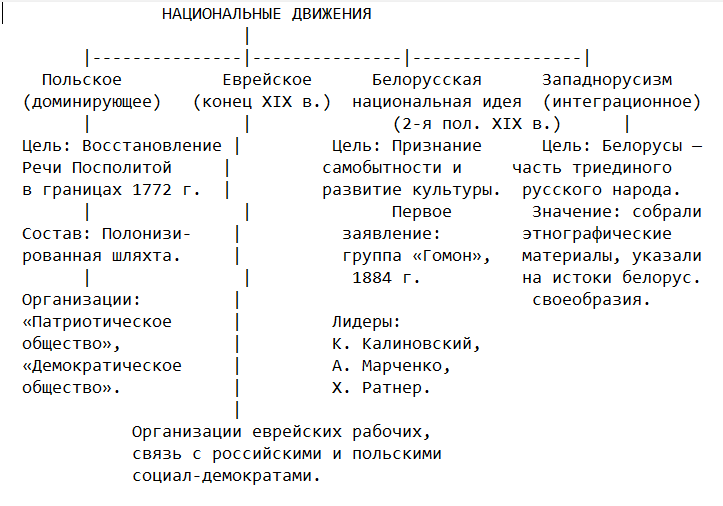 НАЦИОНАЛЬНЫЕ ДВИЖЕНИЯ
|
|---------------|---------------|-----------------|
Польское Еврейское Белорусская Западнорусизм
(доминирующее) (конец XIX в.) национальная идея (интеграционное)
| | (2-я пол. XIX в.) |
Цель: Восстановление | Цель: Признание Цель: Белорусы —
Речи Посполитой | самобытности и часть триединого
в границах 1772 г. | развитие культуры. русского народа.
| | Первое Значение: собрали
Состав: Полонизи- | заявление: этнографические
рованная шляхта. | группа «Гомон», материалы, указали
| | 1884 г. на истоки белорус.
Организации: | своеобразия.
«Патриотическое | Лидеры:
общество», | К. Калиновский,
«Демократическое | А. Марченко,
общество». | Х. Ратнер.
|
Организации еврейских рабочих,
связь с российскими и польскими
социал-демократами.